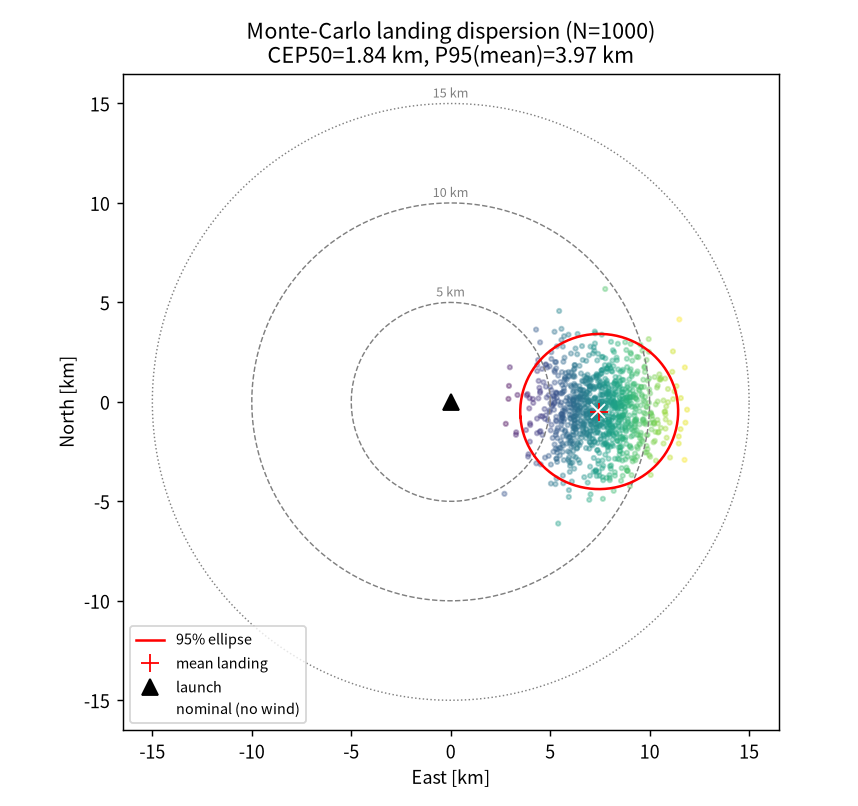 Monte-Carlo landing dispersion (N=1000)
CEP50=1.84 km, P95(mean)=3.97 km
15 km
10 km
5 km
15
10
5
0
-5
-10
-15
North [km]
95% ellipse
mean landing
launch
nominal (no wind)
-15
-10
-5
0
5
10
15
East [km]